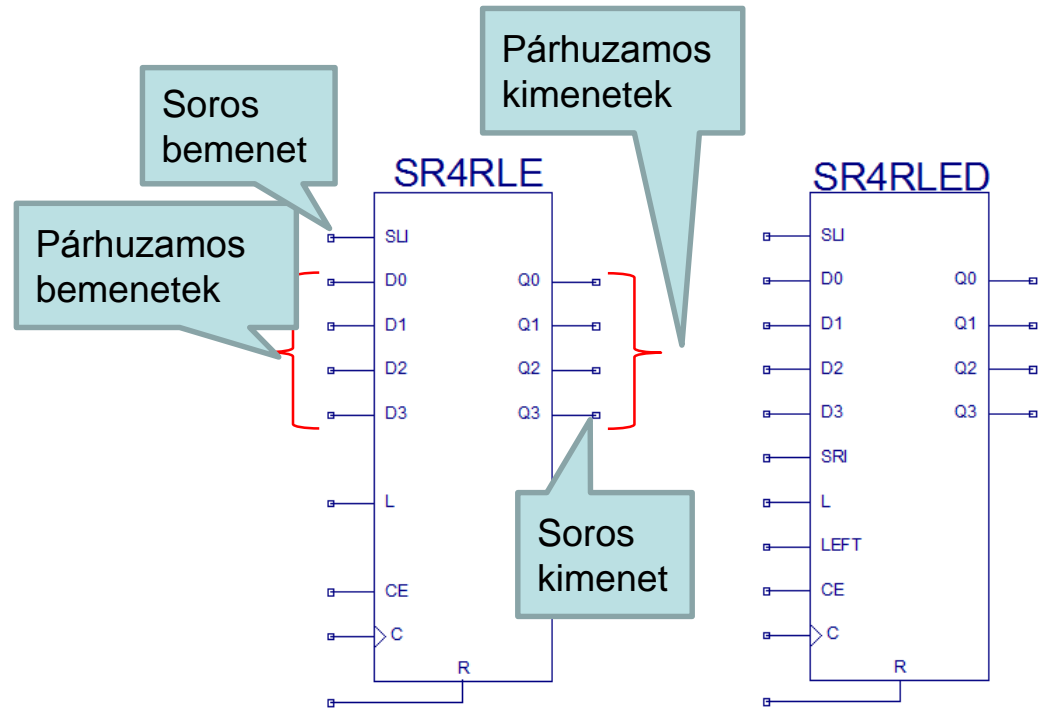 Párhuzamos
kimenetek
Soros
bemenet
Párhuzamos
bemenetek
SR4RLE
SLI
D0
D1
D2
D3
L
CE
C
R
Q0
Q1
Q2
Q3
Soros
kimenet
SR4RLED
SLI
D0
D1
D2
D3
SRI
L
LEFT
CE
C
R
Q0
Q1
Q2
Q3